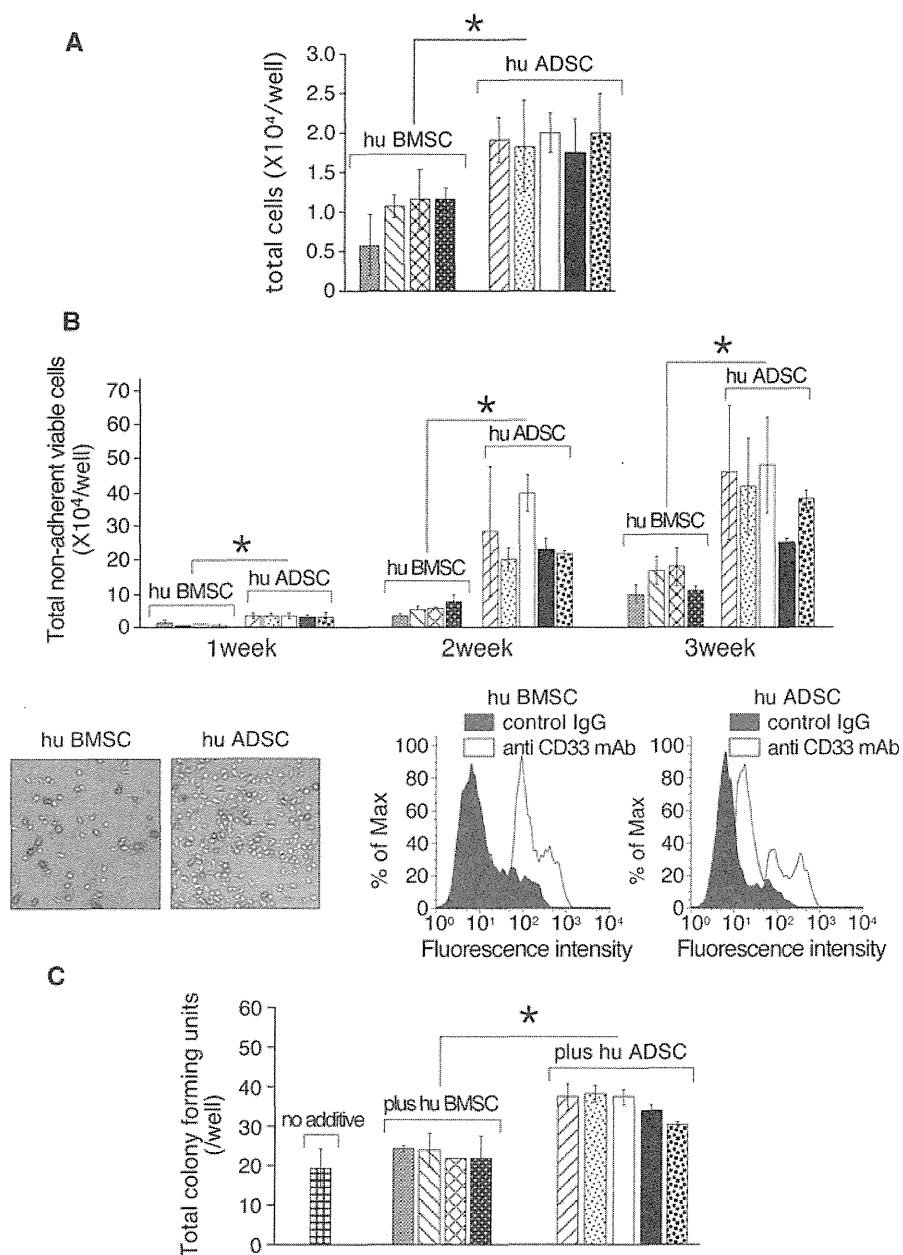 A
*
3.0
hu ADSC
2.5
2.0
hu BMSC
1.5
1.0
0.5
0
total cells (X10⁴/well)
B
*
70
hu ADSC
60
*
50
hu ADSC
40
30
hu BMSC
20
*
hu BMSC
10
hu BMSC
hu ADSC
0
Total non-adherent viable cells
(X10⁴/well)
1week
2week
3week
hu BMSC
hu ADSC
hu BMSC
control IgG
anti CD33 mAb
100
80
60
40
20
0
% of Max
10⁰ 10¹ 10² 10³ 10⁴
Fluorescence intensity
hu ADSC
control IgG
anti CD33 mAb
100
80
60
40
20
0
% of Max
10⁰ 10¹ 10² 10³ 10⁴
Fluorescence intensity
C
60
*
50
plus hu ADSC
40
no additive
plus hu BMSC
30
20
10
0
Total colony forming units
(/well)